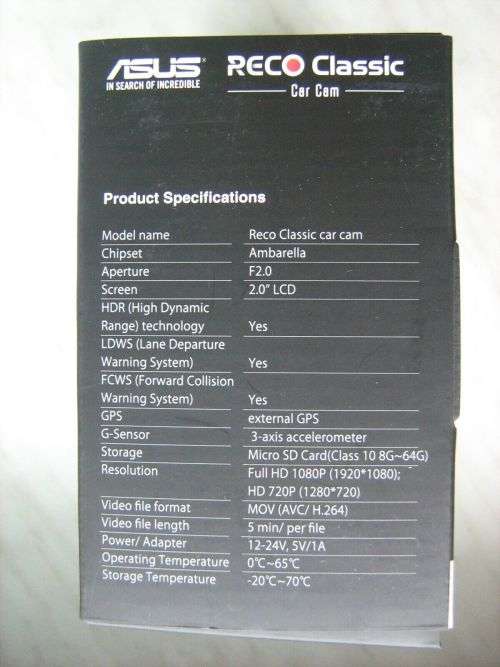 ASUS® RECO Classic
IN SEARCH OF INCREDIBLE Car Cam
Product Specifications
Model name Reco Classic car cam
Chipset Ambarella
Aperture F2.0
Screen 2.0" LCD
HDR (High Dynamic
Range) technology Yes
LDWS (Lane Departure
Warning System) Yes
FCWS (Forward Collision
Warning System) Yes
GPS external GPS
G-Sensor 3-axis accelerometer
Storage Micro SD Card(Class 10 8G~64G)
Resolution Full HD 1080P (1920*1080);
HD 720P (1280*720)
Video file format MOV (AVC/ H.264)
Video file length 5 min/ per file
Power/ Adapter 12-24V, 5V/1A
Operating Temperature 0℃~65℃
Storage Temperature -20℃~70℃